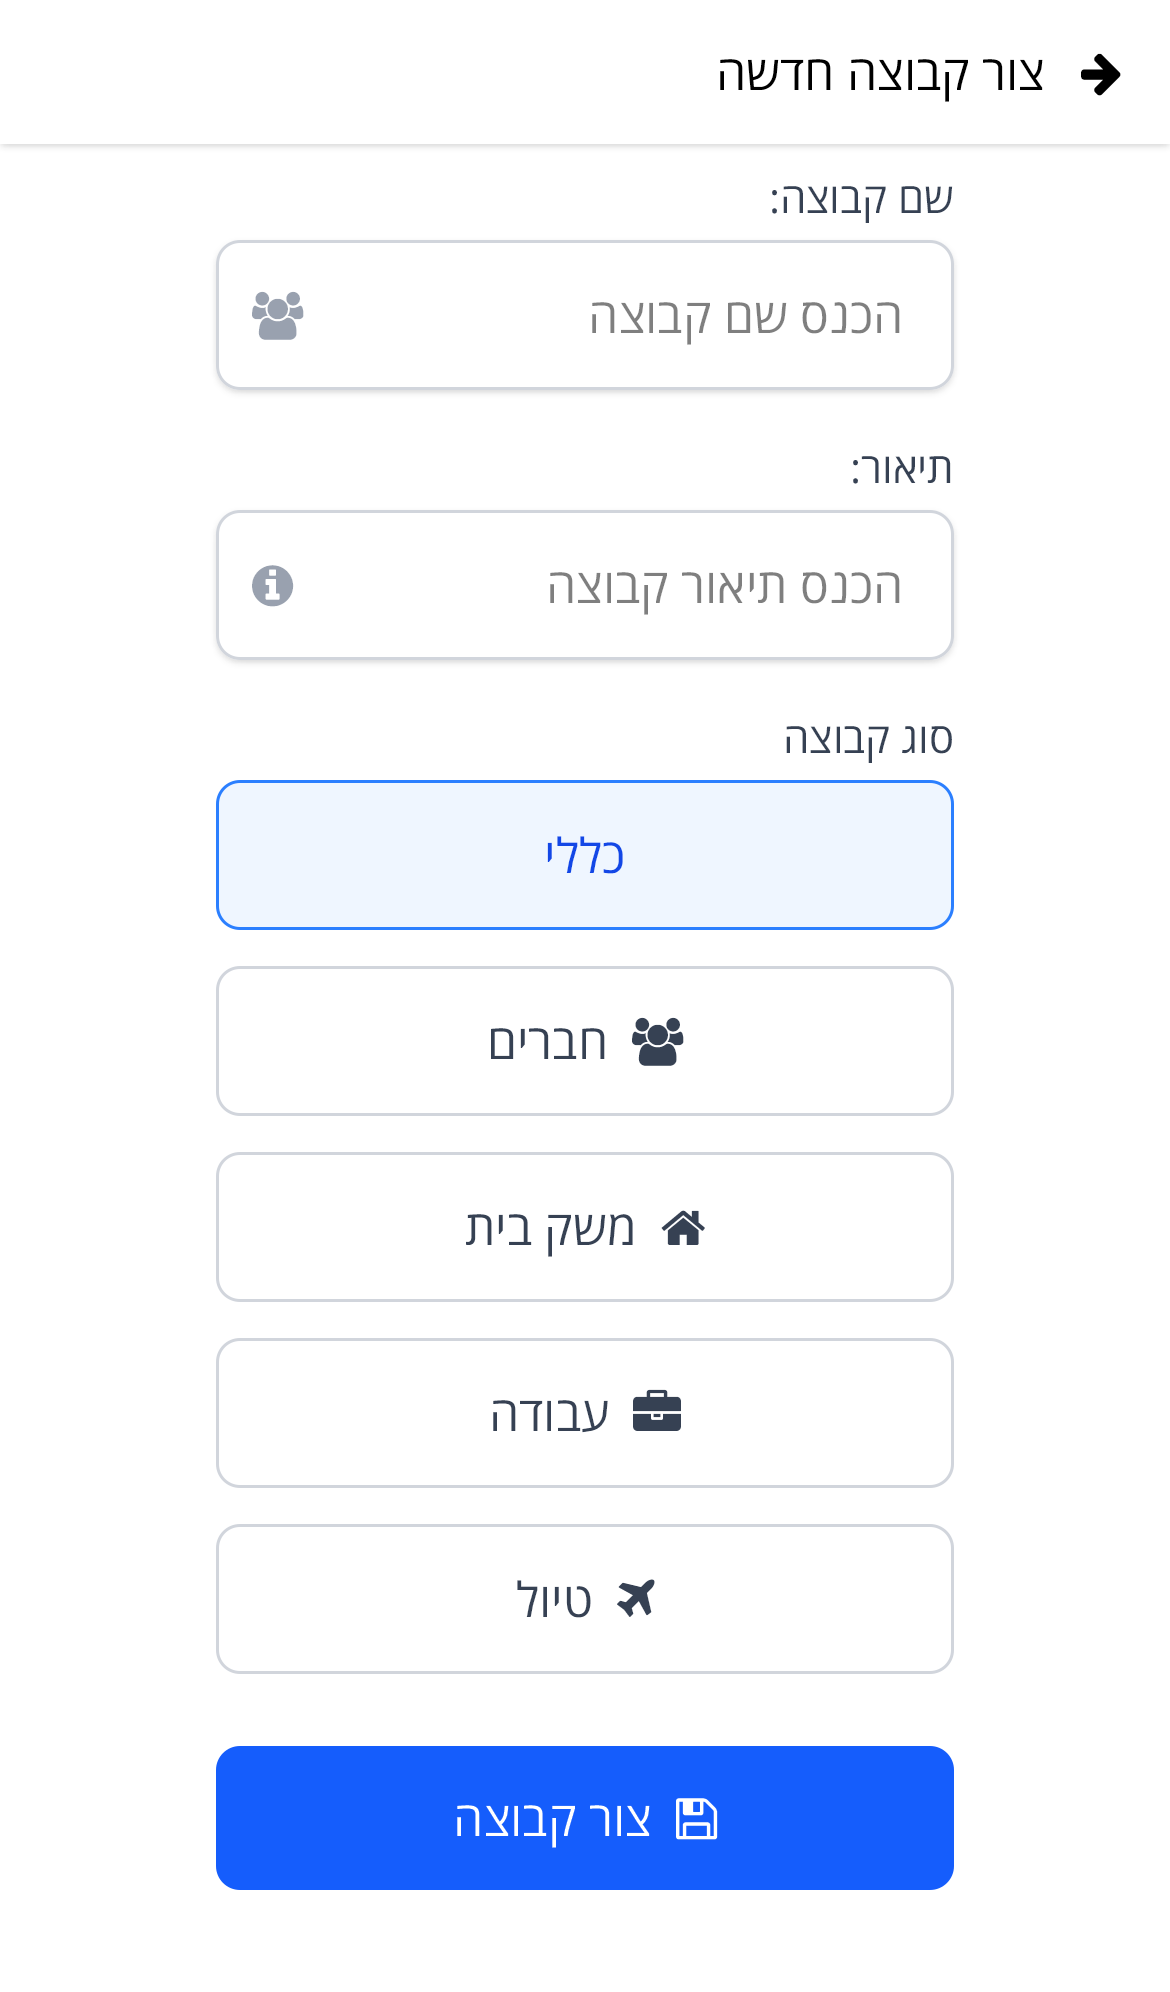 צור קבוצה חדשה
שם קבוצה:
הכנס שם קבוצה
תיאור:
הכנס תיאור קבוצה
סוג קבוצה
כללי
חברים
משק בית
עבודה
טיול
צור קבוצה